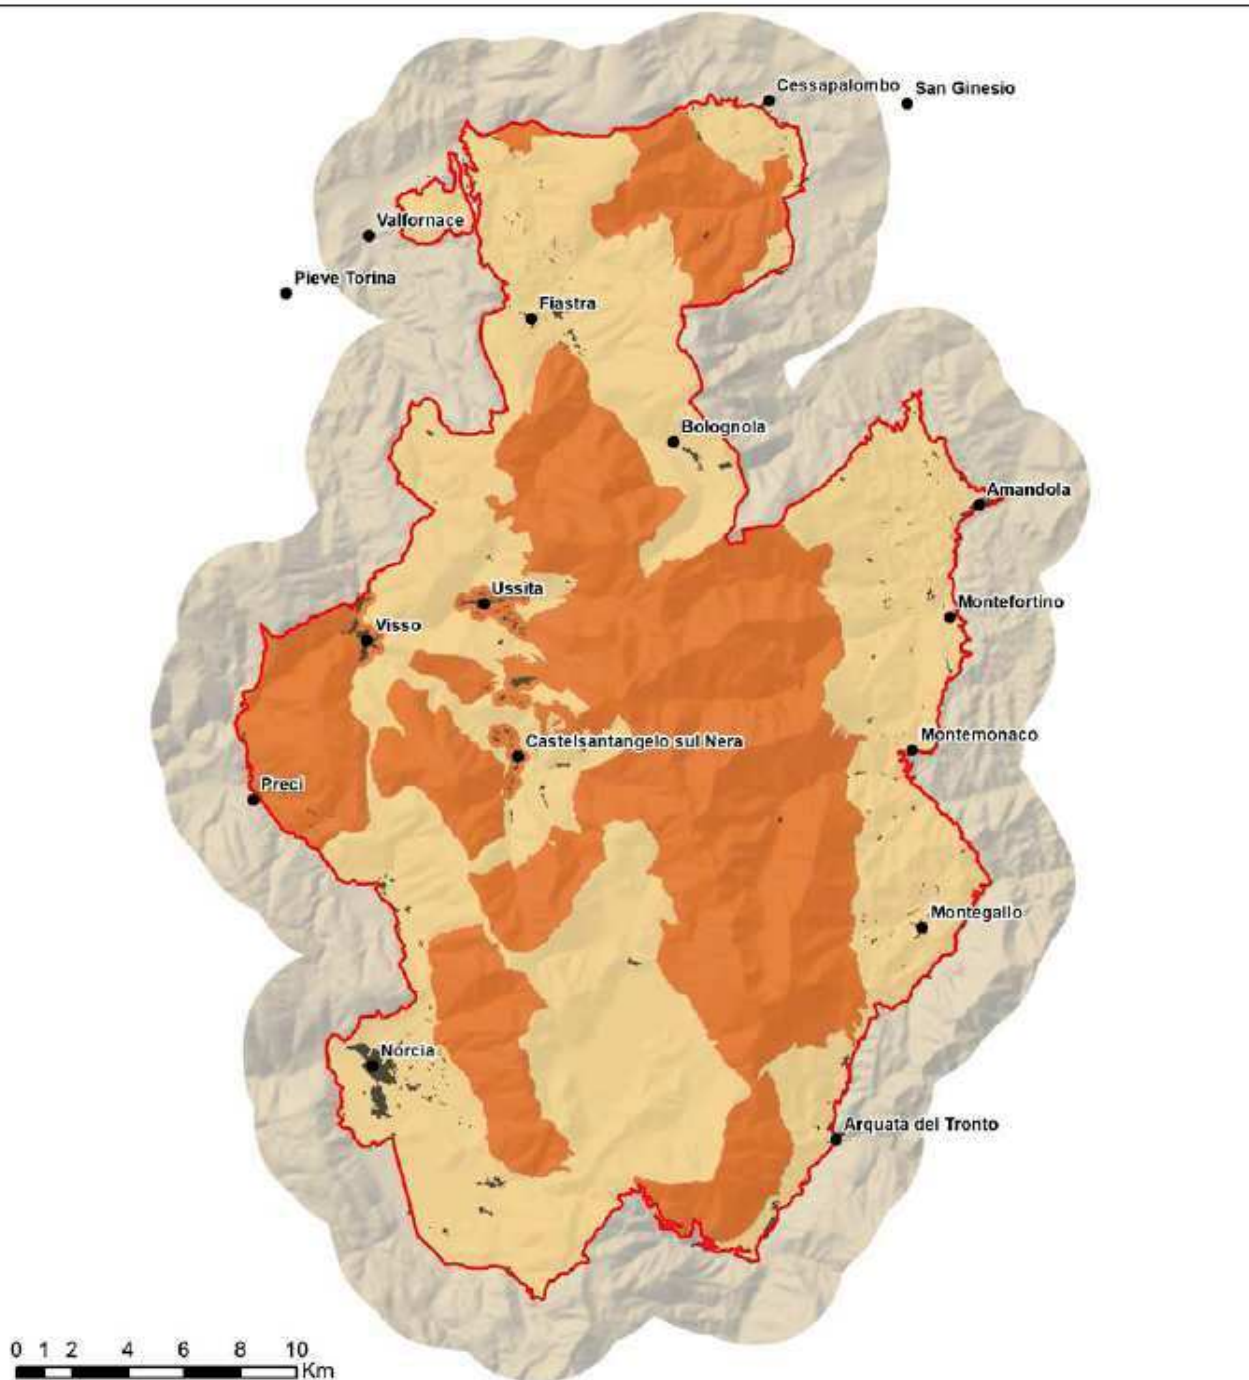 Cessapalombo
San Ginesio
Valfornace
Pieve Torina
Fiastra
Bolognola
Amandola
Ussita
Montefortino
Visso
Montemonaco
Castelsantangelo sul Nera
Preci
Montegallo
Norcia
Arquata del Tronto
0 1 2 4 6 8 10
Km